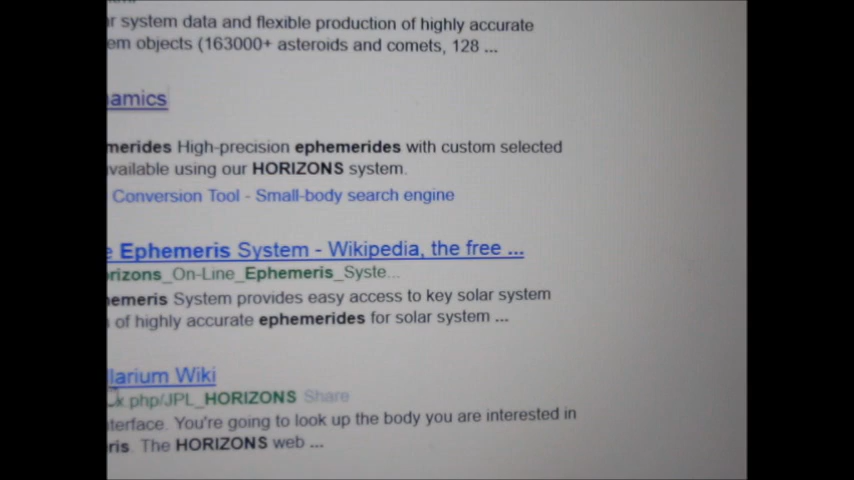 r system data and flexible production of highly accurate
em objects (163000+ asteroids and comets, 128 ...
amics
merides High-precision ephemerides with custom selected
vailable using our HORIZONS system.
Conversion Tool - Small-body search engine
e Ephemeris System - Wikipedia, the free ...
rizons_On-Line_Ephemeris_Syste...
emeris System provides easy access to key solar system
of highly accurate ephemerides for solar system ...
llarium Wiki
x.php/JPL_HORIZONS Share
terface. You're going to look up the body you are interested in
ris. The HORIZONS web ...